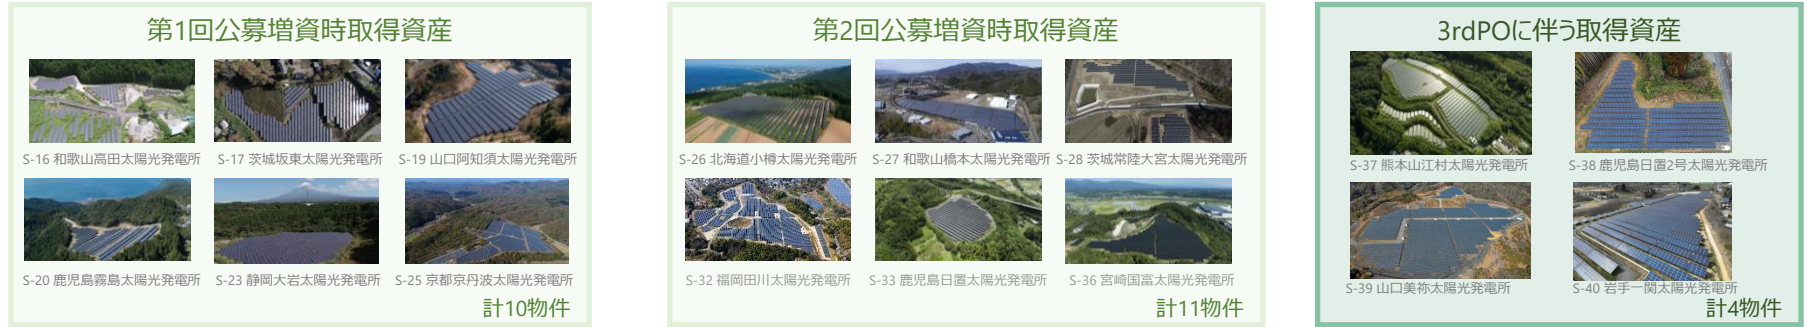 第1回公募増資時取得資産
S-16 和歌山高田太陽光発電所
S-17 茨城坂東太陽光発電所
S-19 山口阿知須太陽光発電所
S-20 鹿児島霧島太陽光発電所
S-23 静岡大岩太陽光発電所
S-25 京都京丹波太陽光発電所
計10物件
第2回公募増資時取得資産
S-26 北海道小樽太陽光発電所
S-27 和歌山橋本太陽光発電所
S-28 茨城常陸大宮太陽光発電所
S-32 福岡田川太陽光発電所
S-33 鹿児島日置太陽光発電所
S-36 宮崎国富太陽光発電所
計11物件
3rdPOに伴う取得資産
S-37 熊本山江村太陽光発電所
S-38 鹿児島日置2号太陽光発電所
S-39 山口美祢太陽光発電所
S-40 岩手一関太陽光発電所
計4物件